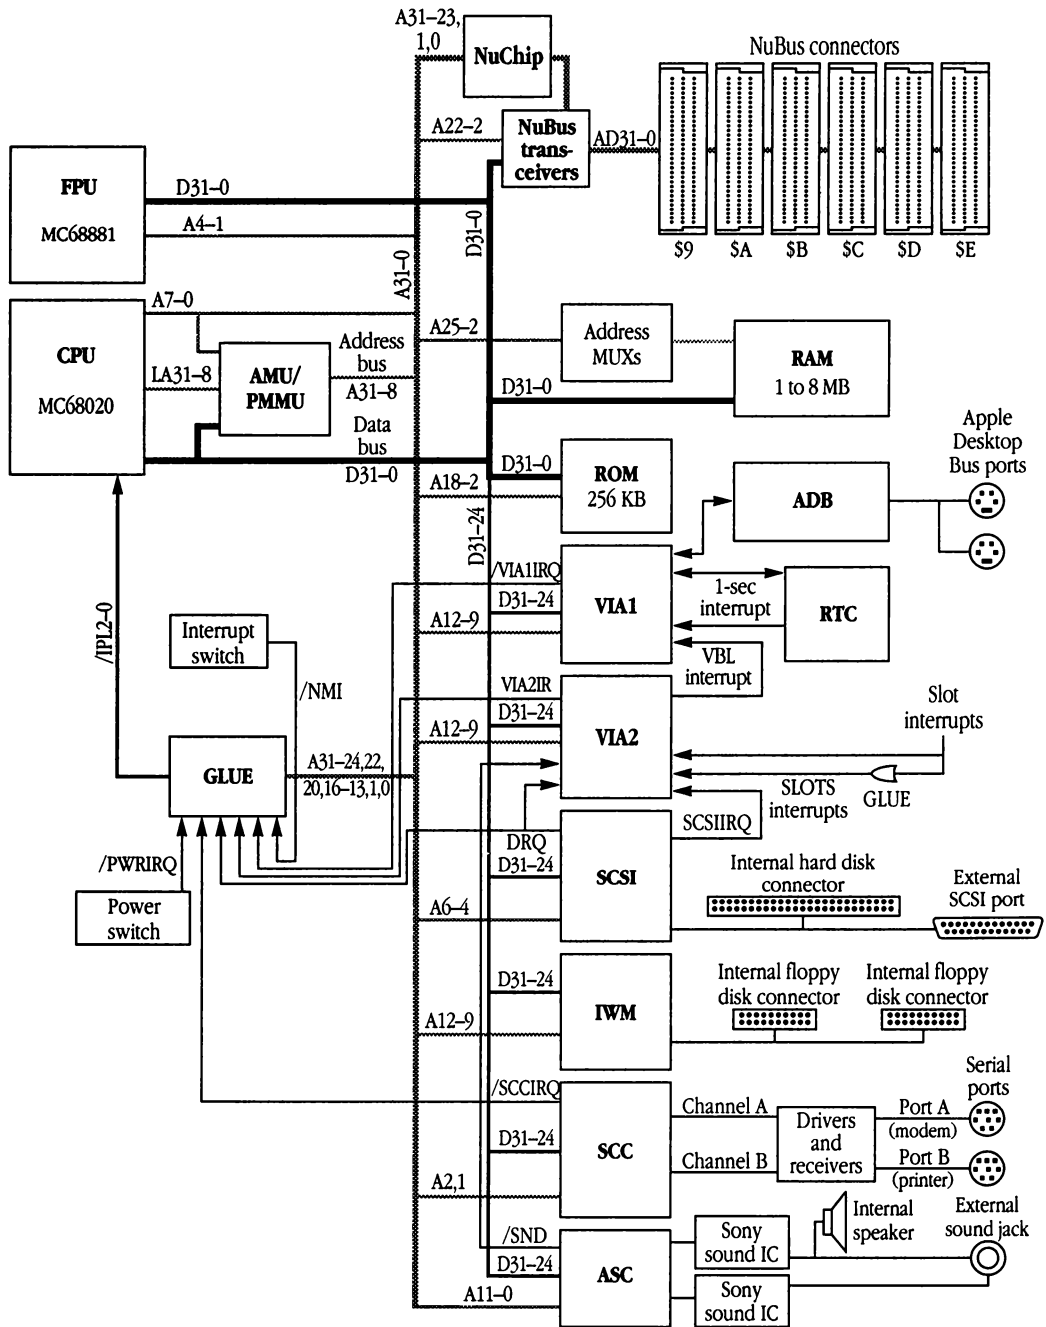 A31–23,
1,0
NuChip
NuBus connectors
A22–2
NuBus
trans-
ceivers
AD31–0
$9
$A
$B
$C
$D
$E
FPU
MC68881
D31–0
A4–1
D31–0
A31–0
A7–0
CPU
MC68020
LA31–8
AMU/
PMMU
Address
bus
A31–8
Data
bus
D31–0
A25–2
Address
MUXs
RAM
1 to 8 MB
D31–0
D31–0
ROM
256 KB
A18–2
D31–24
Apple
Desktop
Bus ports
ADB
/VIA1IRQ
D31–24
A12–9
VIA1
1-sec
interrupt
RTC
VBL
interrupt
/IPL2–0
Interrupt
switch
/NMI
VIA2IR
D31–24
A12–9
VIA2
Slot
interrupts
SLOTS
interrupts
GLUE
GLUE
A31–24,22,
20,16–13,1,0
/PWRIRQ
Power
switch
DRQ
D31–24
A6–4
SCSI
SCSIIRQ
Internal hard disk
connector
External
SCSI port
D31–24
A12–9
IWM
Internal floppy
disk connector
Internal floppy
disk connector
/SCCIRQ
D31–24
A2,1
SCC
Channel A
Channel B
Drivers
and
receivers
Port A
(modem)
Port B
(printer)
Serial
ports
/SND
D31–24
A11–0
ASC
Sony
sound IC
Sony
sound IC
Internal
speaker
External
sound jack